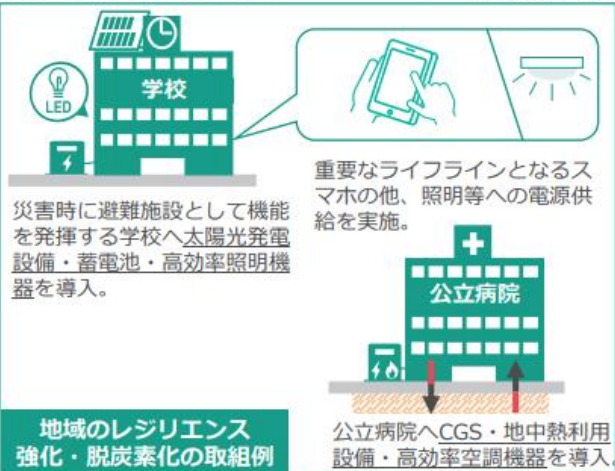 学校
LED
災害時に避難施設として機能
を発揮する学校へ太陽光発電
設備・蓄電池・高効率照明機
器を導入。
重要なライフラインとなるス
マホの他、照明等への電源供
給を実施。
公立病院
地域のレジリエンス
強化・脱炭素化の取組例
公立病院へCGS・地中熱利用
設備・高効率空調機器を導入